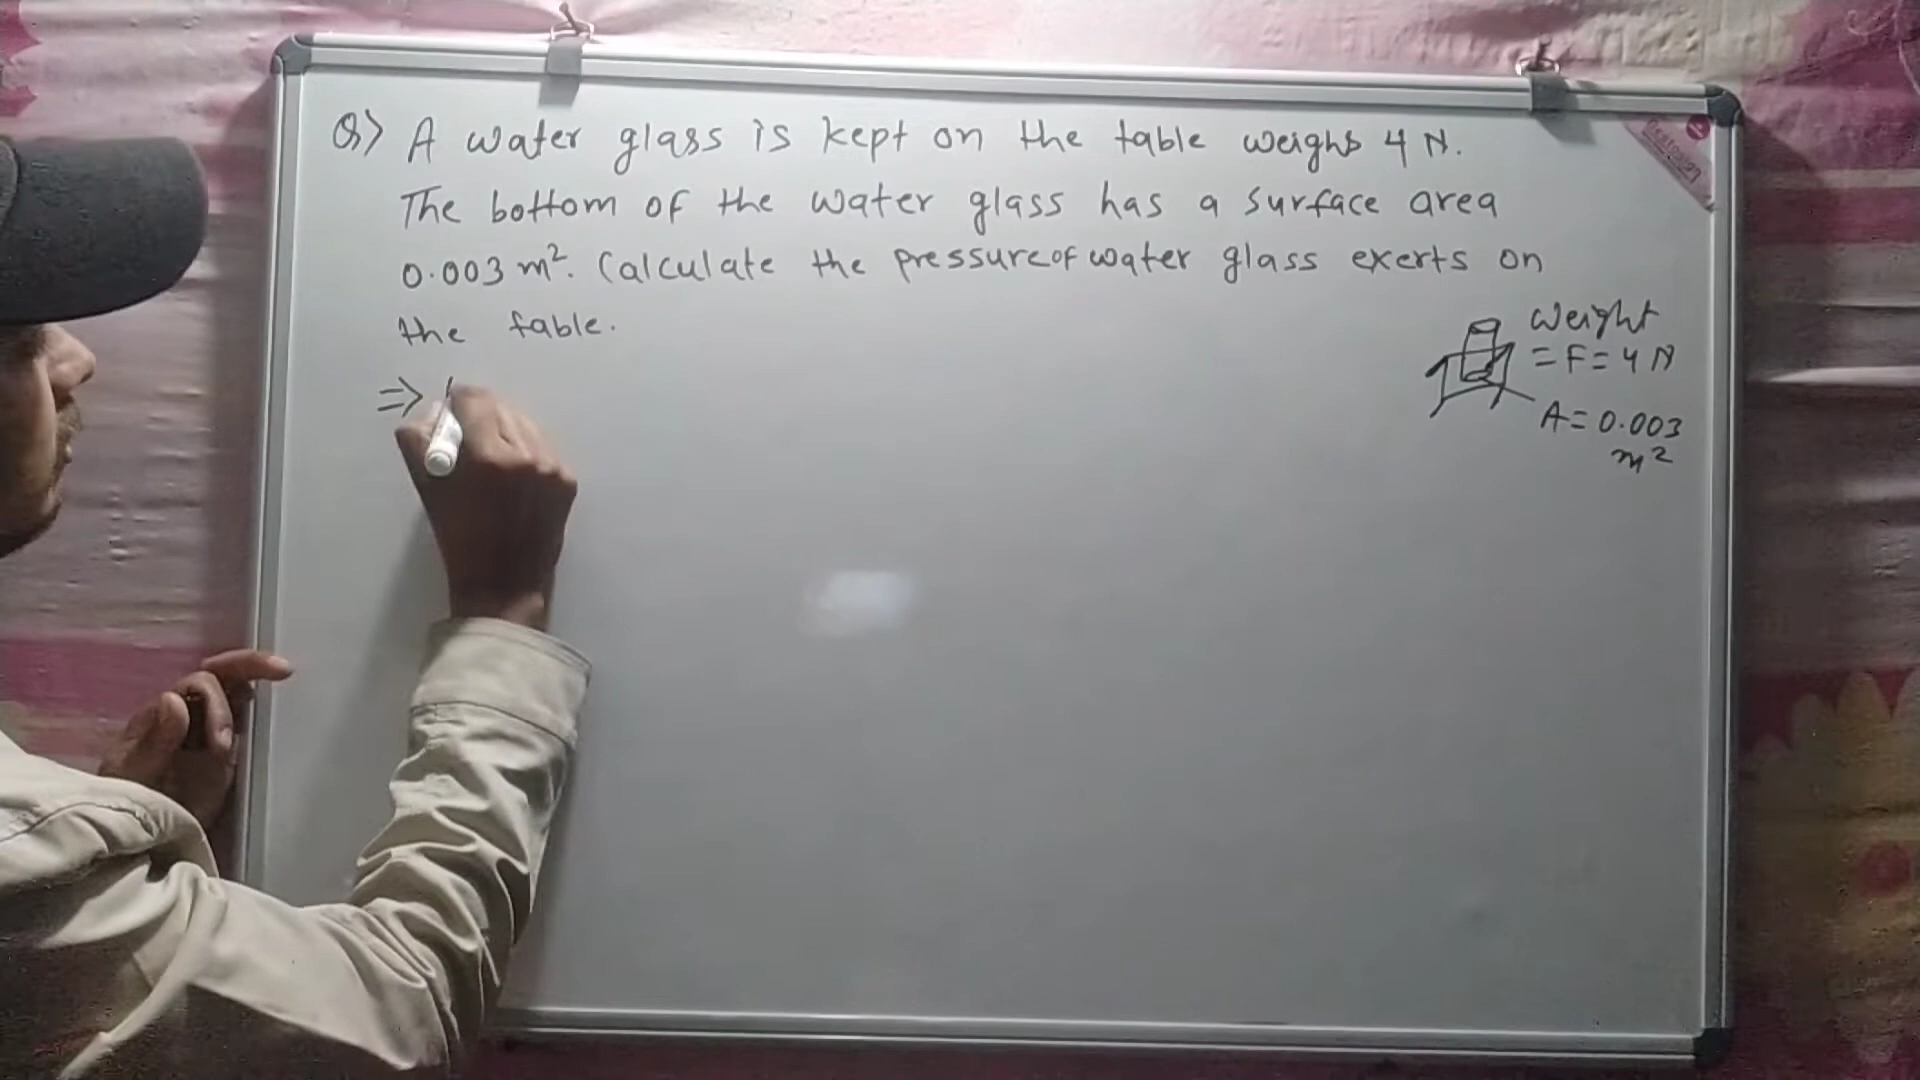 Q) A water glass is kept on the table weighs 4 N.
The bottom of the water glass has a surface area
0.003 m². Calculate the pressure of water glass exerts on
the table.
Weight
= F = 4 N
A = 0.003
m²
⇒